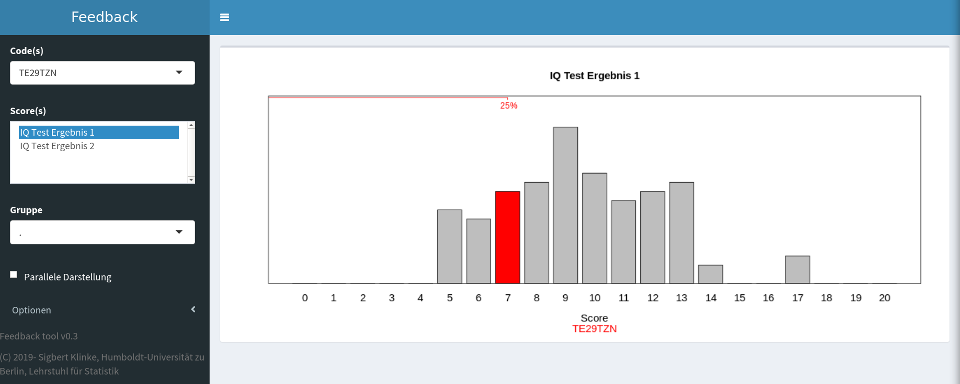 Feedback
Code(s)
TE29TZN
Score(s)
IQ Test Ergebnis 1
IQ Test Ergebnis 2
Gruppe
.
Parallele Darstellung
Optionen
Feedback tool v0.3
(C) 2019- Sigbert Klinke, Humboldt-Universität zu
Berlin, Lehrstuhl für Statistik
IQ Test Ergebnis 1
25%
0 1 2 3 4 5 6 7 8 9 10 11 12 13 14 15 16 17 18 19 20
Score
TE29TZN